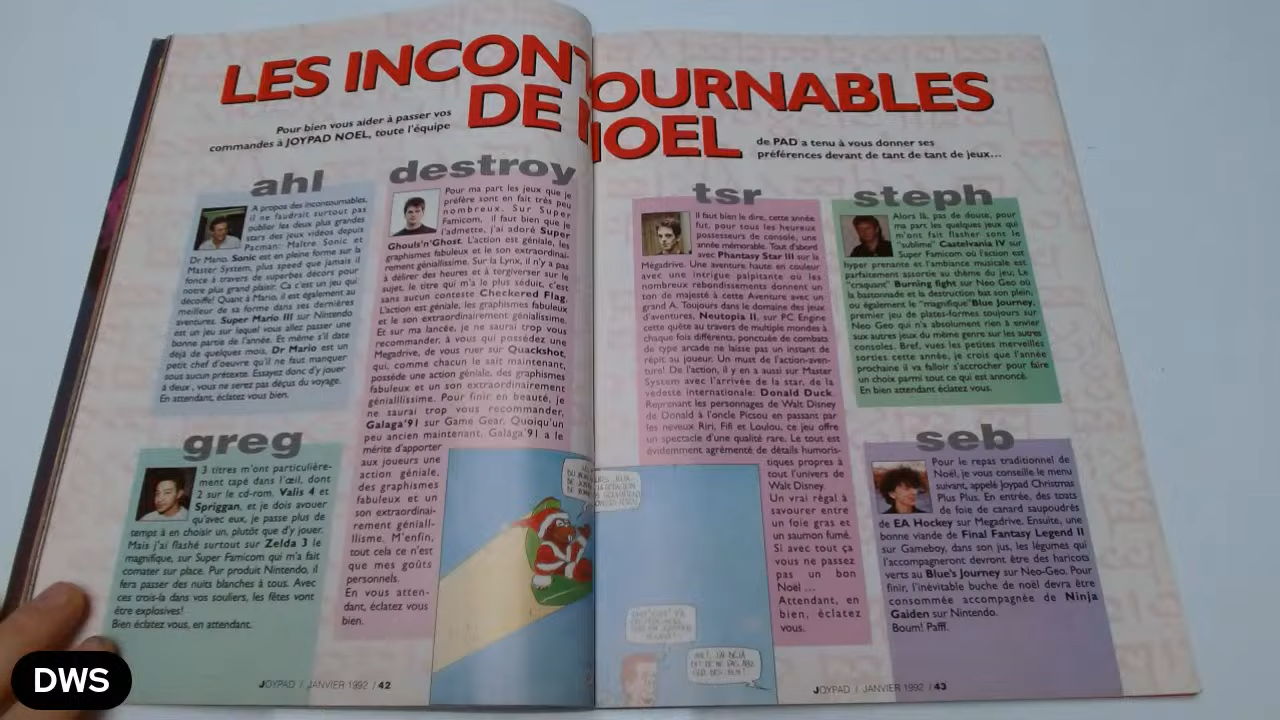 LES INCONTOURNABLES
DE NOEL
Pour bien vous aider à passer vos
commandes à JOYPAD NOEL, toute l'équipe
de PAD a tenu à vous donner ses
préférences devant de tant de tant de jeux...
ahl
A propos des incontournables,
il ne faudrait surtout pas
oublier les deux plus grandes
stars des jeux vidéos depuis
Pacman: Maître Sonic et
Dr Mario. Sonic est en pleine forme sur la
Master System, plus speed que jamais il
fonce à travers de superbes décors pour
notre plus grand plaisir. Ca c'est un jeu qui
décoiffe! Quant à Mario, il est également au
meilleur de sa forme dans ses dernières
aventures. Super Mario III sur Nintendo
est un jeu sur lequel vous allez passer une
bonne partie de l'année. Et même s'il date
déjà de quelques mois, Dr Mario est un
petit chef d'oeuvre qu'il ne faut manquer
sous aucun prétexte. Essayez donc d'y jouer
à deux, vous ne serez pas déçus du voyage.
En attendant, éclatez vous bien.
destroy
Pour ma part les jeux que je
préfère sont en fait très peu
nombreux. Sur Super
Famicom, il faut bien que je
l'admette, j'ai adoré Super
Ghouls'n'Ghost. L'action est géniale, les
graphismes fabuleux et le son extraordinai-
rement génialissime. Sur la Lynx, il n'y a pas
à délirer des heures et à tergiverser sur le
sujet, le titre qui m'a le plus séduit, c'est
sans aucun conteste Checkered Flag.
L'action est géniale, les graphismes fabuleux
et le son extraordinairement génialissime.
Et sur ma lancée, je ne saurai trop vous
recommander, à vous qui possédez une
Megadrive, de vous ruer sur Quackshot,
qui, comme chacun le sait maintenant,
possède une action géniale, des graphismes
fabuleux et un son extraordinairement
géniallissime. Pour finir en beauté, je
ne saurai trop vous recommander,
Galaga'91 sur Game Gear. Quoiqu'un
peu ancien maintenant, Galaga'91 a le
mérite d'apporter
aux joueurs une
action géniale,
des graphismes
fabuleux et un
son extraordinai-
rement géniall-
llisme. M'enfin,
tout cela ce n'est
que mes goûts
personnels.
En vous atten-
dant, éclatez vous
bien.
greg
3 titres m'ont particulière-
ment tapé dans l'œil, dont
2 sur le cd-rom. Valis 4 et
Spriggan, et je dois avouer
qu'avec eux, je passe plus de
temps à en choisir un, plutôt que d'y jouer.
Mais j'ai flashé surtout sur Zelda 3 le
magnifique, sur Super Famicom qui m'a fait
comater sur place. Pur produit Nintendo, il
fera passer des nuits blanches à tous. Avec
ces trois-là dans vos souliers, les fêtes vont
être explosives!
Bien éclatez vous, en attendant.
tsr
Il faut bien le dire, cette année
fut, pour tous les heureux
possesseurs de console, une
année mémorable. Tout d'abord
avec Phantasy Star III sur la
Mégadrive. Une aventure haute en couleur
avec une intrigue palpitante où les
nombreux rebondissements donnent un
ton de majesté à cette Aventure avec un
grand A. Toujours dans le domaine des jeux
d'aventures, Neutopia II, sur PC Engine
cette quête au travers de multiple mondes à
chaque fois différents, ponctuée de combats
de type arcade ne laisse pas un instant de
répit au joueur. Un must de l'action-aven-
ture! De l'action, il y en a aussi sur Master
System avec l'arrivée de la star, de la
vedette internationale: Donald Duck.
Reprenant les personnages de Walt Disney
de Donald à l'oncle Picsou en passant par
les neveux Riri, Fifi et Loulou, ce jeu offre
un spectacle d'une qualité rare. Le tout est
évidemment agrémenté de détails humoris-
tiques propres à
tout l'univers de
Walt Disney.
Un vrai régal à
savourer entre
un foie gras et
un saumon fumé.
Si avec tout ça
vous ne passez
pas un bon
Noël ...
Attendant, en
bien, éclatez
vous.
steph
Alors là, pas de doute, pour
ma part les quelques jeux qui
m'ont fait flasher sont le
"sublime" Castelvania IV sur
Super Famicom où l'action est
hyper prenante et l'ambiance musicale est
parfaitement assortie au thème du jeu; Le
"craquant" Burning fight sur Neo Geo où
la bastonnade et la destruction bat son plein,
ou également le "magnifique" Blue Journey,
premier jeu de plates-formes toujours sur
Neo Geo qui n'a absolument rien à envier
aux autres jeux du même genre sur les autres
consoles. Bref, vues les petites merveilles
sorties cette année, je crois que l'année
prochaine il va falloir s'accrocher pour faire
un choix parmi tout ce qui est annoncé.
En bien attendant éclatez vous.
seb
Pour le repas traditionnel de
Noël, je vous conseille le menu
suivant, appelé Joypad Christmas
Plus Plus. En entrée, des toats
de foie de canard saupoudrés
de EA Hockey sur Megadrive. Ensuite, une
bonne viande de Final Fantasy Legend II
sur Gameboy, dans son jus, les légumes qui
l'accompagneront devront être des haricots
verts au Blue's Journey sur Neo-Geo. Pour
finir, l'inévitable buche de noël devra être
consommée accompagnée de Ninja
Gaiden sur Nintendo.
Boum! Pafff.
JOYPAD / JANVIER 1992 / 42
JOYPAD / JANVIER 1992 / 43
DWS